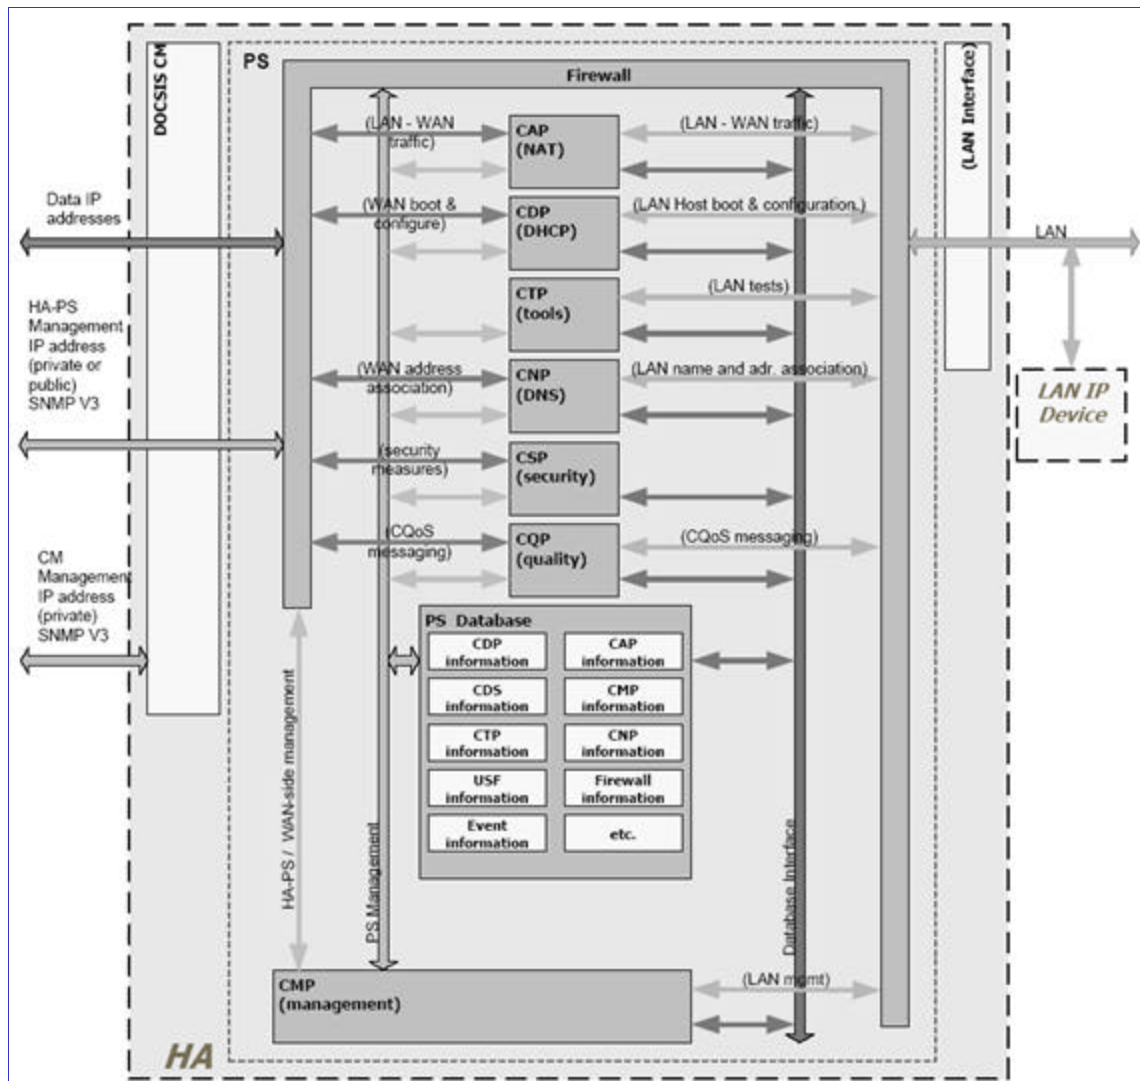 DOCSIS CM
PS
Firewall
(LAN Interface)
(LAN - WAN
traffic)
CAP
(NAT)
(LAN - WAN traffic)
Data IP
addresses
(WAN boot &
configure)
CDP
(DHCP)
(LAN Host boot & configuration.)
LAN
HA-PS
Management
IP address
(private or
public)
SNMP V3
CTP
(tools)
(LAN tests)
(WAN address
association)
CNP
(DNS)
(LAN name and adr. association)
LAN IP
Device
(security
measures)
CSP
(security)
(CQoS
messaging)
CQP
(quality)
(CQoS messaging)
CM
Management
IP address
(private)
SNMP V3
PS Database
CDP
information
CAP
information
CDS
information
CMP
information
CTP
information
CNP
information
USF
information
Firewall
information
Event
information
etc.
HA-PS / WAN-side management
PS Management
Database Interface
CMP
(management)
(LAN mgmt)
HA